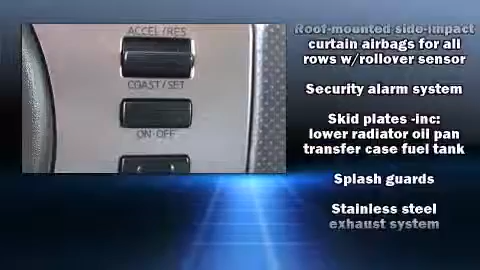 ACCEL/RES
COAST/SET
ON·OFF
Roof-mounted side-impact
curtain airbags for all
rows w/rollover sensor
Security alarm system
Skid plates -inc:
lower radiator oil pan
transfer case fuel tank
Splash guards
Stainless steel
exhaust system